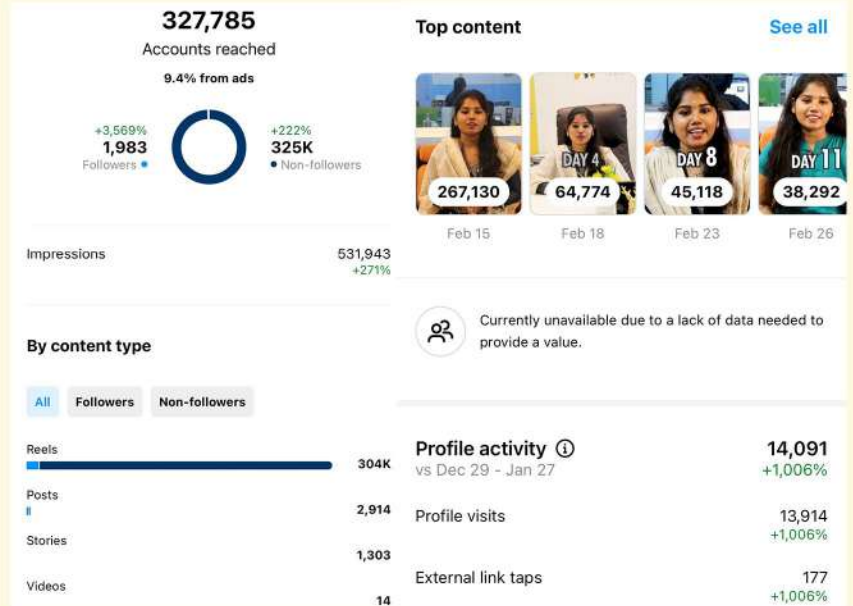 327,785
Accounts reached
9.4% from ads
+3,569%
1,983
Followers
+222%
325K
Non-followers
Impressions
531,943
+271%
By content type
All
Followers
Non-followers
Reels
304K
Posts
2,914
Stories
1,303
Videos
14
Top content
See all
267,130
Feb 15
DAY 4
64,774
Feb 18
DAY 8
45,118
Feb 23
DAY 11
38,292
Feb 26
Currently unavailable due to a lack of data needed to
provide a value.
Profile activity
14,091
vs Dec 29 - Jan 27
+1,006%
Profile visits
13,914
+1,006%
External link taps
177
+1,006%